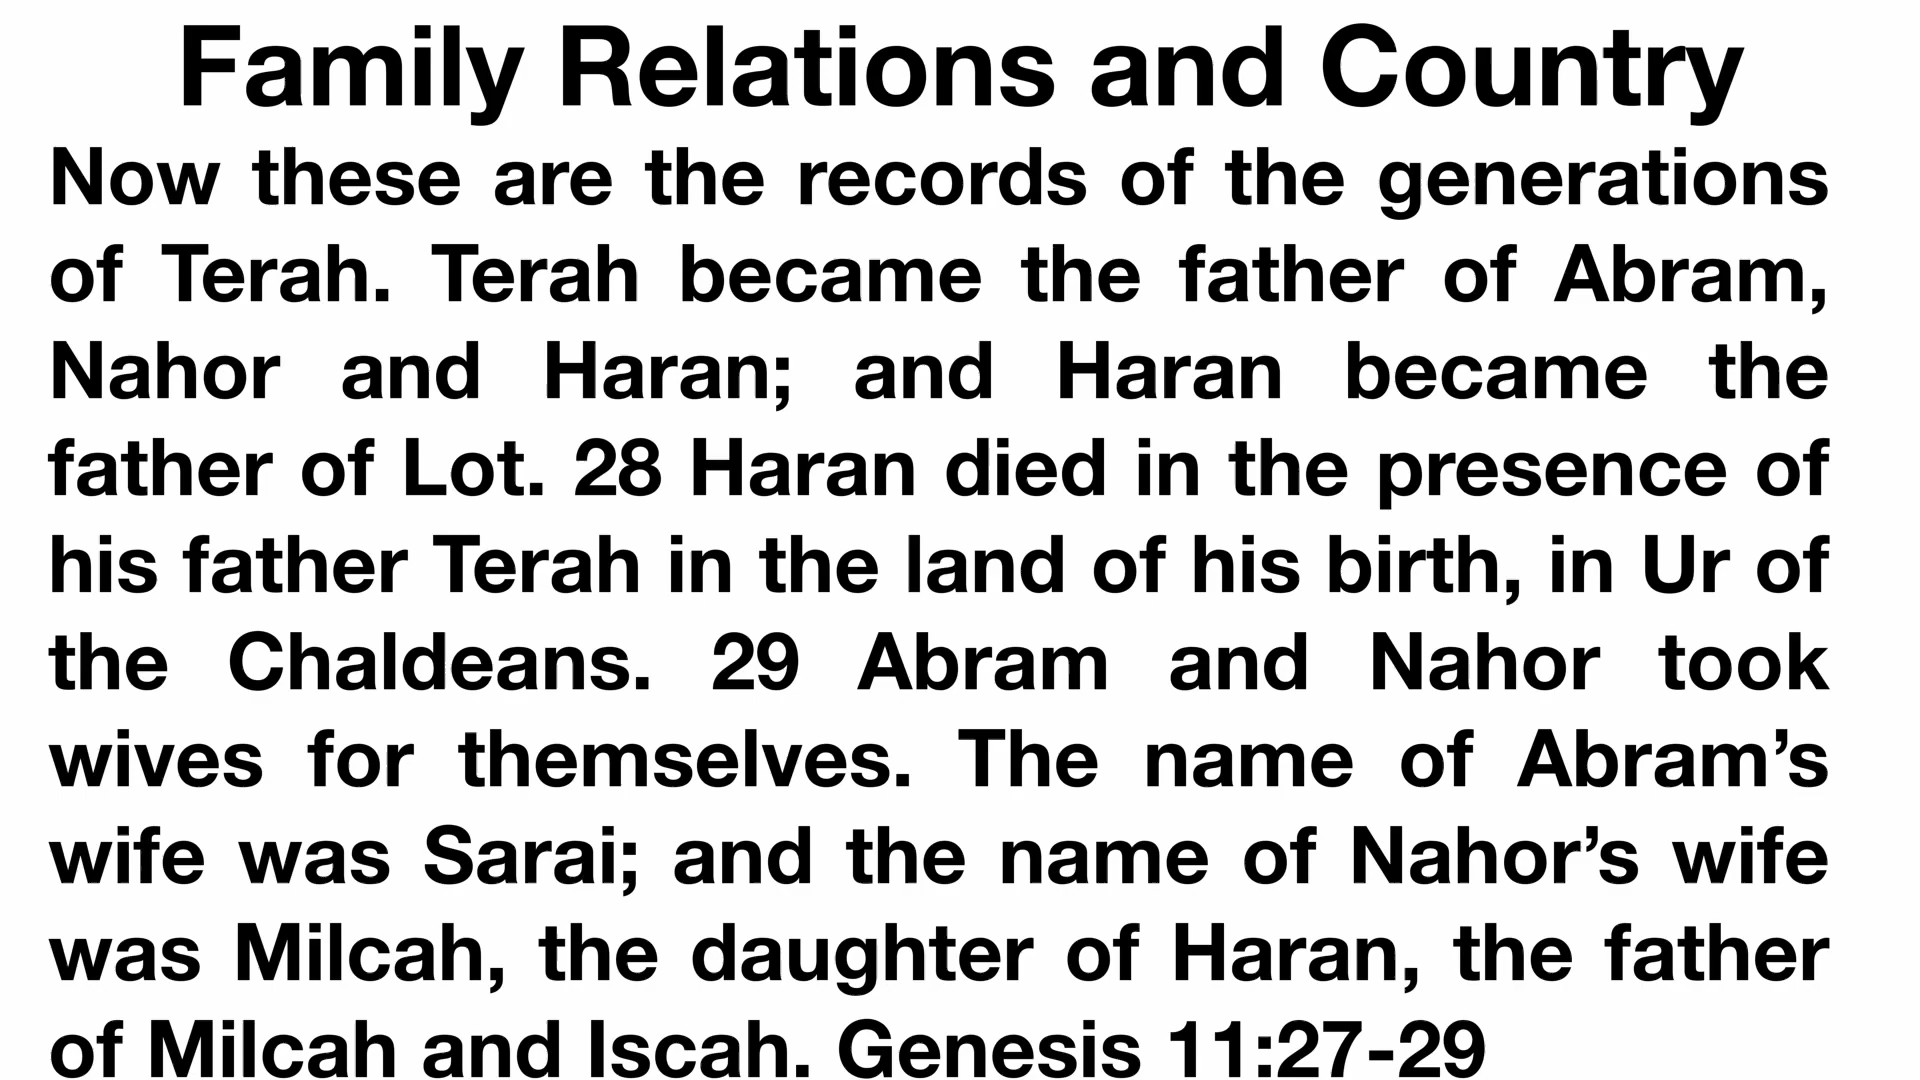 Family Relations and Country
Now these are the records of the generations
of Terah. Terah became the father of Abram,
Nahor and Haran; and Haran became the
father of Lot. 28 Haran died in the presence of
his father Terah in the land of his birth, in Ur of
the Chaldeans. 29 Abram and Nahor took
wives for themselves. The name of Abram’s
wife was Sarai; and the name of Nahor’s wife
was Milcah, the daughter of Haran, the father
of Milcah and Iscah. Genesis 11:27-29